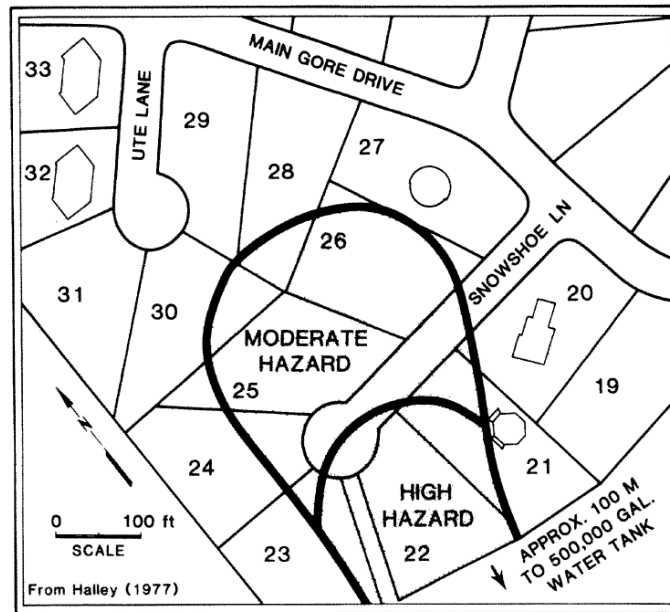 MAIN GORE DRIVE
33
UTE LANE
29
27
32
28
SNOWSHOE LN
26
31
30
20
MODERATE
HAZARD
25
19
N
24
21
HIGH
HAZARD
0 100 ft
SCALE
23
22
APPROX. 100 M
TO 500,000 GAL.
WATER TANK
From Halley (1977)